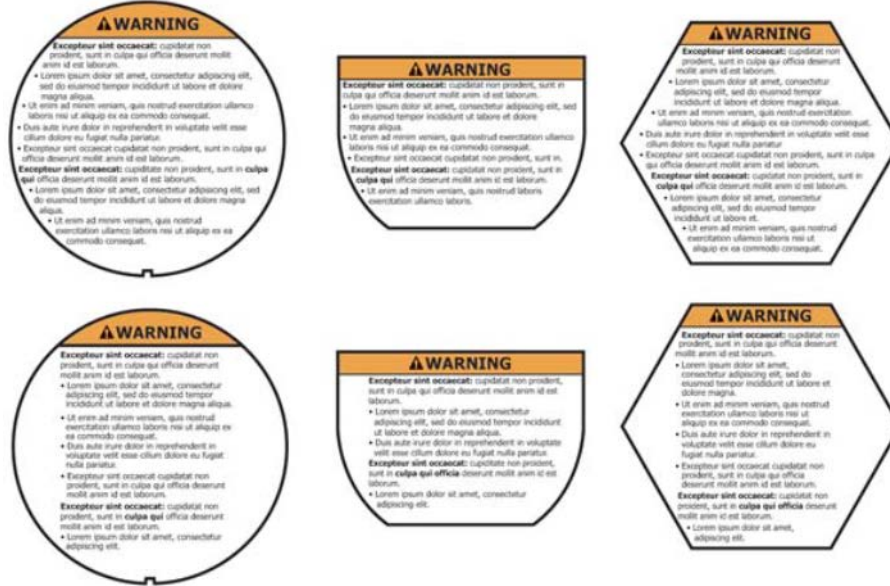 WARNING
Excepteur sint occaecat: cupidatat non
proident, sunt in culpa qui officia deserunt mollit
anim id est laborum.
• Lorem ipsum dolor sit amet, consectetur adipiscing elit,
sed do eiusmod tempor incididunt ut labore et dolore
magna aliqua.
• Ut enim ad minim veniam, quis nostrud exercitation ullamco
laboris nisi ut aliquip ex ea commodo consequat.
• Duis aute irure dolor in reprehenderit in voluptate velit esse
cillum dolore eu fugiat nulla pariatur.
• Excepteur sint occaecat cupidatat non proident, sunt in culpa qui
officia deserunt mollit anim id est laborum.
Excepteur sint occaecat: cupiditate non proident, sunt in culpa
qui officia deserunt mollit anim id est laborum.
• Lorem ipsum dolor sit amet, consectetur adipiscing elit, sed
do eiusmod tempor incididunt ut labore et dolore magna
aliqua.
• Ut enim ad minim veniam, quis nostrud
exercitation ullamco laboris nisi ut aliquip ex ea
commodo consequat.
WARNING
Excepteur sint occaecat: cupidatat non proident, sunt in
culpa qui officia deserunt mollit anim id est laborum.
• Lorem ipsum dolor sit amet, consectetur adipiscing elit, sed
do eiusmod tempor incididunt ut labore et dolore
magna aliqua.
• Ut enim ad minim veniam, quis nostrud exercitation ullamco
laboris nisi ut aliquip ex ea commodo consequat.
• Excepteur sint occaecat cupidatat non proident, sunt in.
Excepteur sint occaecat: cupidatat non proident, sunt in
culpa qui officia deserunt mollit anim id est laborum.
• Ut enim ad minim veniam, quis nostrud laboris
exercitation ullamco laboris.
WARNING
Excepteur sint occaecat: cupidatat non
proident, sunt in culpa qui officia deserunt
mollit anim id est laborum.
• Lorem ipsum dolor sit amet, consectetur
adipiscing elit, sed do eiusmod tempor
incididunt ut labore et dolore magna aliqua.
• Ut enim ad minim veniam, quis nostrud exercitation
ullamco laboris nisi ut aliquip ex ea commodo consequat.
• Duis aute irure dolor in reprehenderit in voluptate velit esse
cillum dolore eu fugiat nulla pariatur
• Excepteur sint occaecat cupidatat non proident, sunt in culpa
qui officia deserunt mollit anim id est laborum.
Excepteur sint occaecat: cupidatat non proident, sunt in
culpa qui officia deserunt mollit anim id est laborum.
• Lorem ipsum dolor sit amet, consectetur
adipiscing elit, sed do eiusmod tempor
incididunt ut labore et.
• Ut enim ad minim veniam, quis nostrud
exercitation ullamco laboris nisi ut
aliquip ex ea commodo consequat.
WARNING
Excepteur sint occaecat: cupidatat non
proident, sunt in culpa qui officia deserunt
mollit anim id est laborum.
• Lorem ipsum dolor sit amet, consectetur
adipiscing elit, sed do eiusmod tempor
incididunt ut labore et dolore magna aliqua.
• Ut enim ad minim veniam, quis nostrud
exercitation ullamco laboris nisi ut aliquip ex
ea commodo consequat.
• Duis aute irure dolor in reprehenderit in
voluptate velit esse cillum dolore eu fugiat
nulla pariatur.
• Excepteur sint occaecat cupidatat non
proident, sunt in culpa qui officia deserunt
mollit anim id est laborum.
Excepteur sint occaecat: cupidatat non
proident, sunt in culpa qui officia deserunt
mollit anim id est laborum.
• Lorem ipsum dolor sit amet, consectetur
adipiscing elit.
WARNING
Excepteur sint occaecat: cupidatat non proident,
sunt in culpa qui officia deserunt mollit anim id est
laborum.
• Lorem ipsum dolor sit amet, consectetur
adipiscing elit, sed do eiusmod tempor incididunt
ut labore et dolore magna aliqua.
• Duis aute irure dolor in reprehenderit in voluptate
velit esse cillum dolore eu fugiat nulla pariatur.
Excepteur sint occaecat: cupiditate non proident,
sunt in culpa qui officia deserunt mollit anim id est
laborum.
• Lorem ipsum dolor sit amet, consectetur
adipiscing elit.
WARNING
Excepteur sint occaecat: cupidatat non
proident, sunt in culpa qui officia deserunt
mollit anim id est laborum.
• Lorem ipsum dolor sit amet,
consectetur adipiscing elit, sed do
eiusmod tempor incididunt ut labore et
dolore magna.
• Ut enim ad minim veniam, quis nostrud
exercitation ullamco laboris nisi ut
aliquip ex ea commodo consequat.
• Duis aute irure dolor in reprehenderit in
voluptate velit esse cillum dolore eu
fugiat nulla pariatur.
• Excepteur sint occaecat cupidatat non
proident, sunt in culpa qui officia
deserunt mollit anim id est laborum.
Excepteur sint occaecat: cupidatat non
proident, sunt in culpa qui officia deserunt
mollit anim id est laborum.
• Lorem ipsum dolor sit amet,
adipiscing elit.